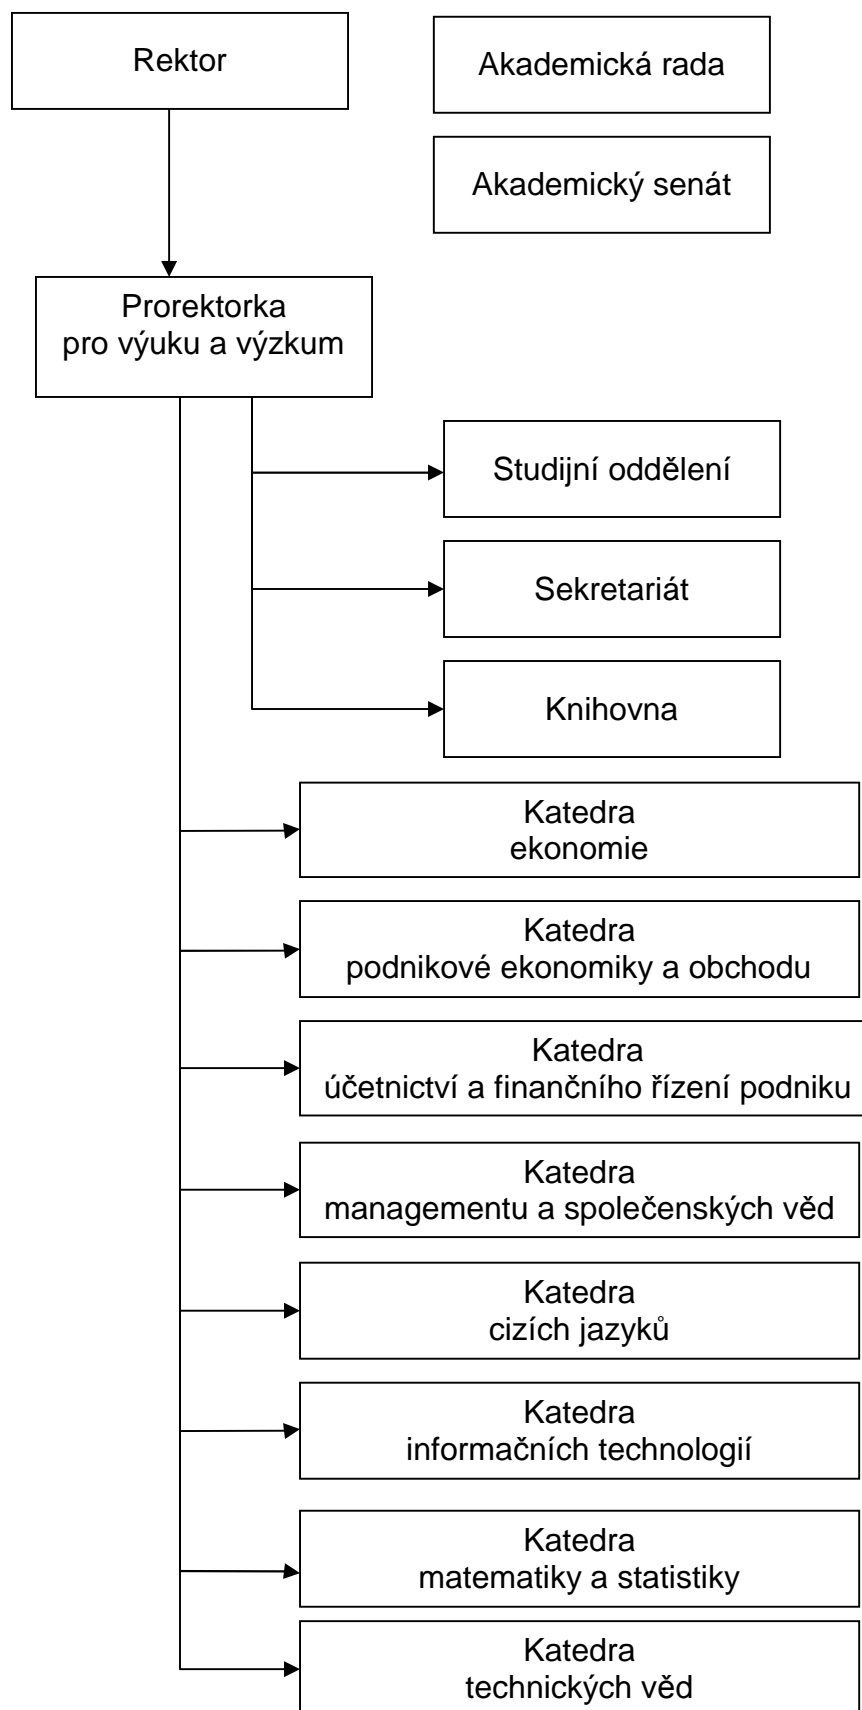 Rektor
Akademická rada
Akademický senát
Prorektorka
pro výuku a výzkum
Studijní oddělení
Sekretariát
Knihovna
Katedra
ekonomie
Katedra
podnikové ekonomiky a obchodu
Katedra
účetnictví a finančního řízení podniku
Katedra
managementu a společenských věd
Katedra
cizích jazyků
Katedra
informačních technologií
Katedra
matematiky a statistiky
Katedra
technických věd